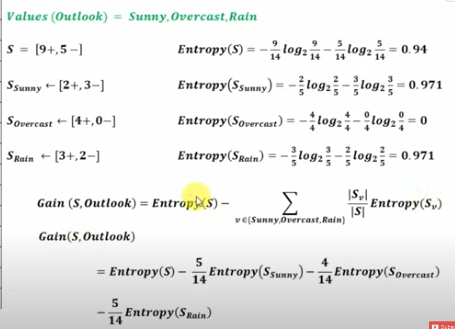 Values (Outlook) = Sunny, Overcast, Rain
S = [9+, 5−] Entropy(S) = −9/14 log₂ 9/14 − 5/14 log₂ 5/14 = 0.94
S_Sunny ← [2+, 3−] Entropy(S_Sunny) = −2/5 log₂ 2/5 − 3/5 log₂ 3/5 = 0.971
S_Overcast ← [4+, 0−] Entropy(S_Overcast) = −4/4 log₂ 4/4 − 0/4 log₂ 0/4 = 0
S_Rain ← [3+, 2−] Entropy(S_Rain) = −3/5 log₂ 3/5 − 2/5 log₂ 2/5 = 0.971
Gain (S, Outlook) = Entropy(S) − ∑ v∈{Sunny,Overcast,Rain} |S_v|/|S| Entropy(S_v)
Gain(S, Outlook)
= Entropy(S) − 5/14 Entropy(S_Sunny) − 4/14 Entropy(S_Overcast)
− 5/14 Entropy(S_Rain)